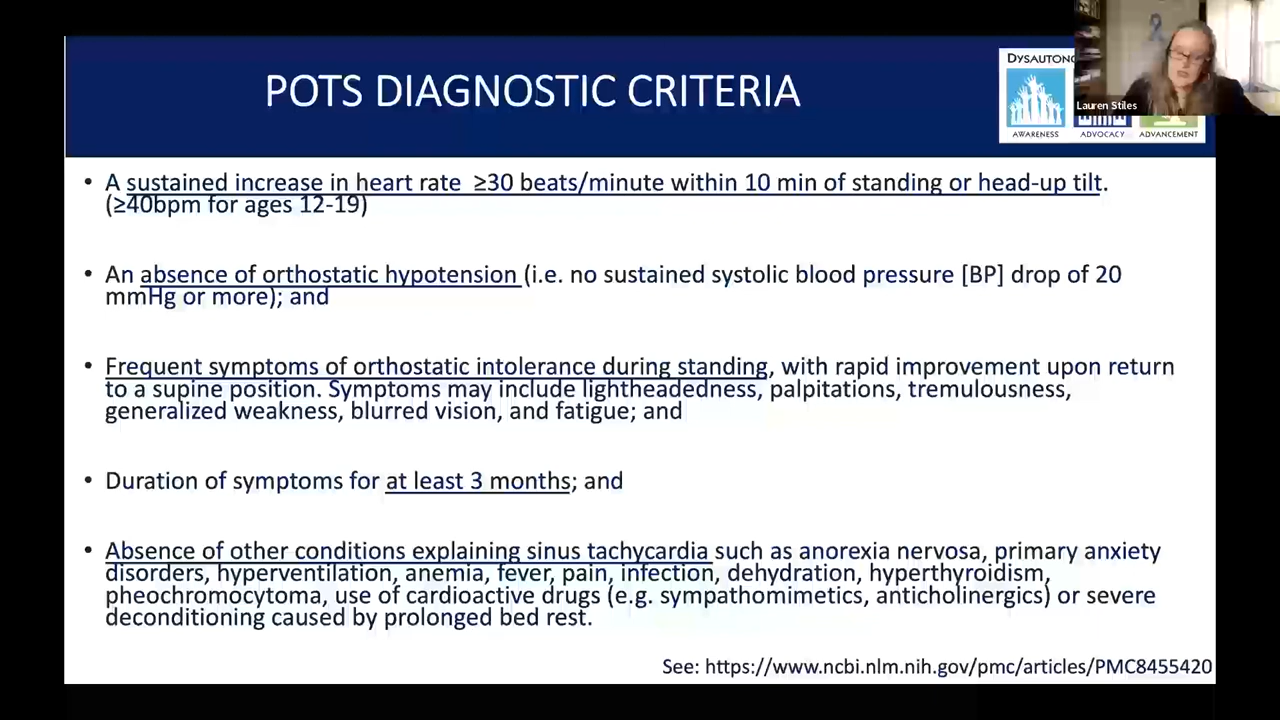 POTS DIAGNOSTIC CRITERIA
DYSAUTONO
Lauren Stiles
AWARENESS
ADVOCACY
ADVANCEMENT
• A sustained increase in heart rate ≥30 beats/minute within 10 min of standing or head-up tilt.
(≥40bpm for ages 12-19)
• An absence of orthostatic hypotension (i.e. no sustained systolic blood pressure [BP] drop of 20
mmHg or more); and
• Frequent symptoms of orthostatic intolerance during standing, with rapid improvement upon return
to a supine position. Symptoms may include lightheadedness, palpitations, tremulousness,
generalized weakness, blurred vision, and fatigue; and
• Duration of symptoms for at least 3 months; and
• Absence of other conditions explaining sinus tachycardia such as anorexia nervosa, primary anxiety
disorders, hyperventilation, anemia, fever, pain, infection, dehydration, hyperthyroidism,
pheochromocytoma, use of cardioactive drugs (e.g. sympathomimetics, anticholinergics) or severe
deconditioning caused by prolonged bed rest.
See: https://www.ncbi.nlm.nih.gov/pmc/articles/PMC8455420